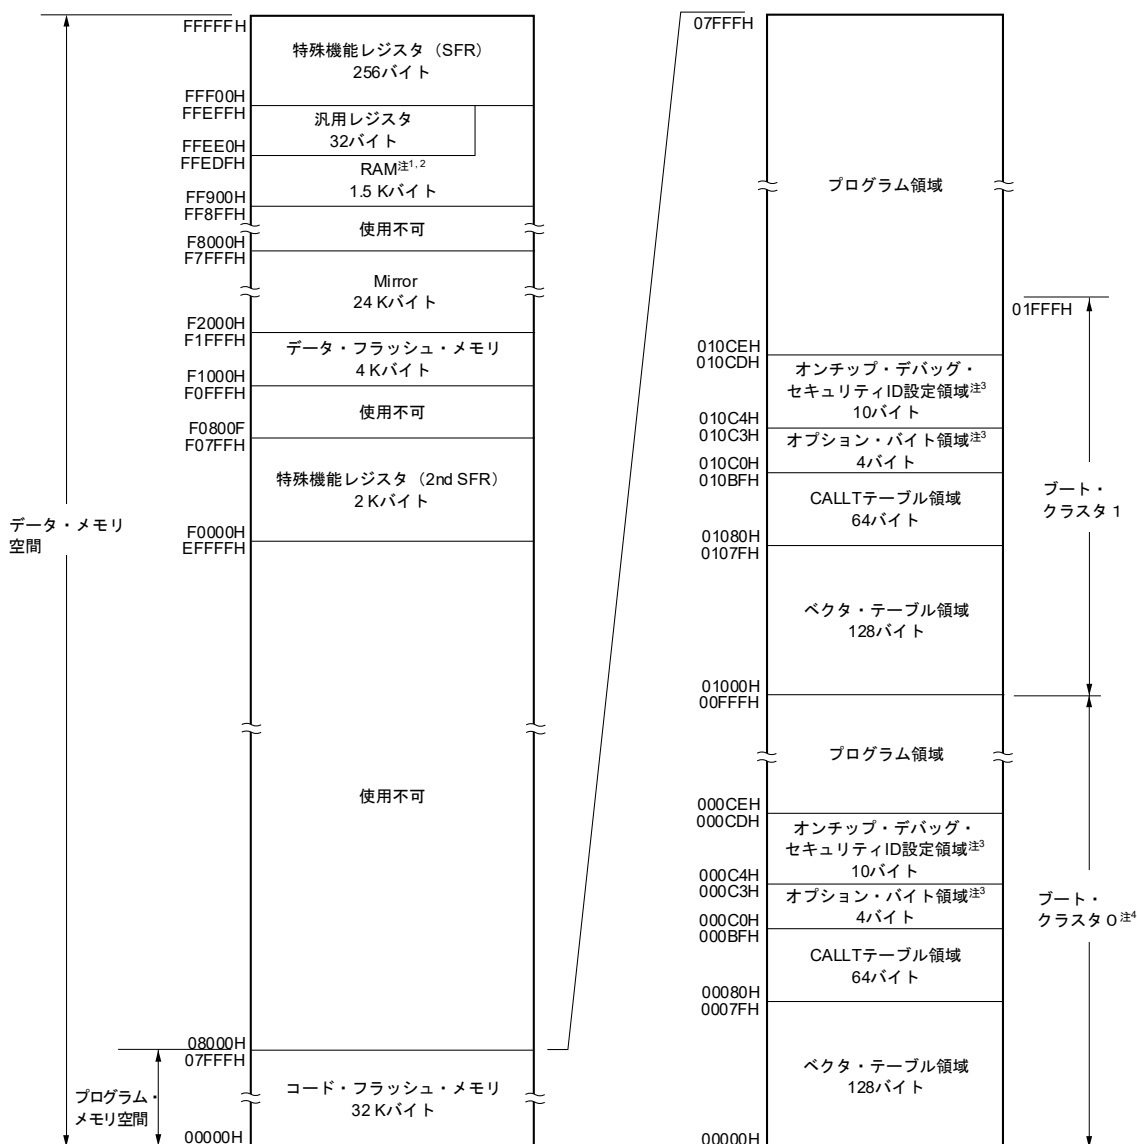 FFFFFH
特殊機能レジスタ（SFR）
256バイト
FFF00H
FFEFFH
汎用レジスタ
32バイト
FFEE0H
FFEDFH
RAM注1, 2
1.5 Kバイト
FF900H
FF8FFH
使用不可
F8000H
F7FFFH
Mirror
24 Kバイト
F2000H
F1FFFH
データ・フラッシュ・メモリ
4 Kバイト
F1000H
F0FFFH
使用不可
F0800F
F07FFH
特殊機能レジスタ（2nd SFR）
2 Kバイト
データ・メモリ
空間
F0000H
EFFFFH
使用不可
08000H
07FFFH
プログラム・
メモリ空間
コード・フラッシュ・メモリ
32 Kバイト
00000H
07FFFH
プログラム領域
01FFFH
010CEH
010CDH
オンチップ・デバッグ・
セキュリティID設定領域注3
10バイト
010C4H
010C3H
オプション・バイト領域注3
4バイト
010C0H
010BFH
CALLTテーブル領域
64バイト
ブート・
クラスタ 1
01080H
0107FH
ベクタ・テーブル領域
128バイト
01000H
00FFFH
プログラム領域
000CEH
000CDH
オンチップ・デバッグ・
セキュリティID設定領域注3
10バイト
000C4H
000C3H
オプション・バイト領域注3
4バイト
ブート・
クラスタ 0注4
000C0H
000BFH
CALLTテーブル領域
64バイト
00080H
0007FH
ベクタ・テーブル領域
128バイト
00000H